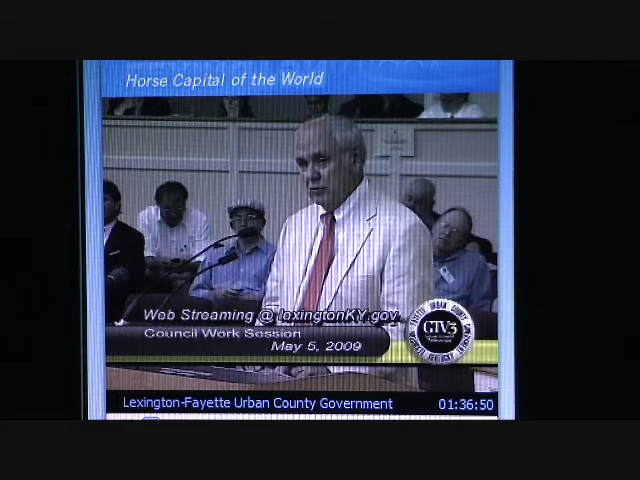 Horse Capital of the World
Web Streaming @ lexingtonKY.gov
Council Work Session
May 5, 2009
GTV3
Lexington-Fayette Urban County Government
01:36:50